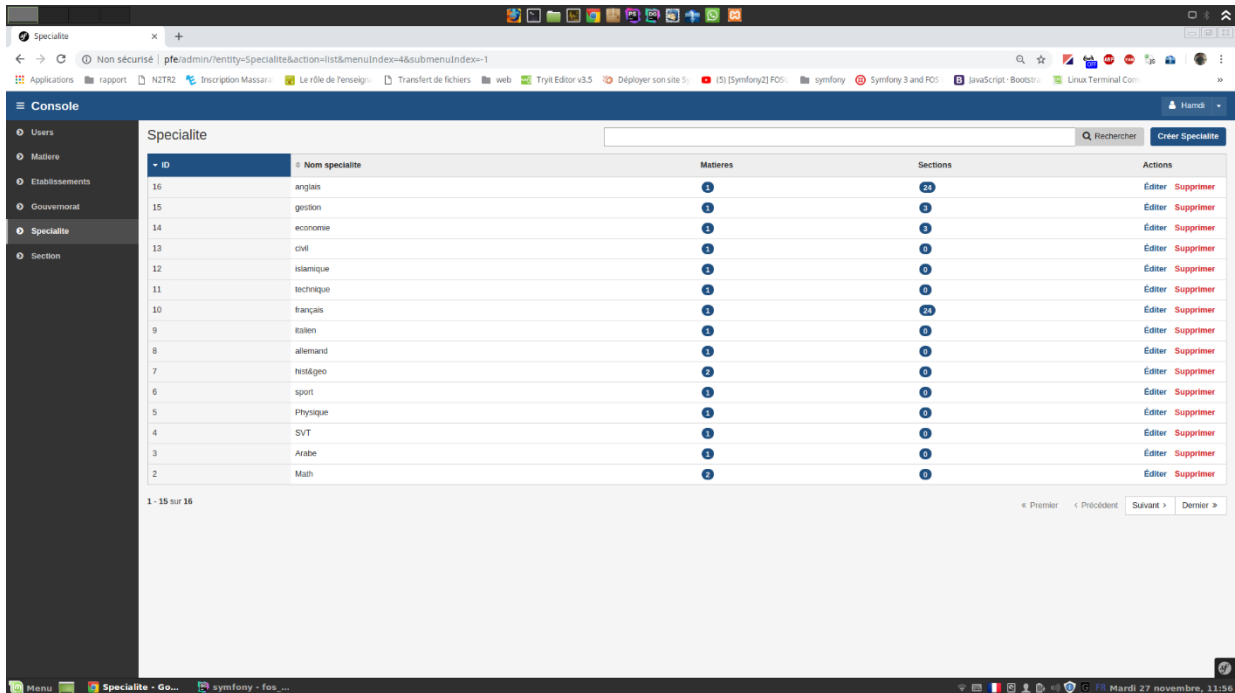 Specialite
Non sécurisé | pfe/admin/?entity=Specialite&action=list&menuIndex=4&submenuIndex=-1
Applications rapport N2TR2 Inscription Massara Le rôle de l'enseign Transfert de fichiers web Tryit Editor v3.5 Déployer son site Sy (5) [Symfony2] FOS symfony Symfony 3 and FOS JavaScript · Bootstra Linux Terminal Com »
Console Hamdi
Users
Matiere
Etablissements
Gouvernorat
Specialite
Section
Specialite Rechercher Créer Specialite
ID Nom specialite Matieres Sections Actions
16 anglais 1 24 Éditer Supprimer
15 gestion 1 3 Éditer Supprimer
14 economie 1 3 Éditer Supprimer
13 civil 1 0 Éditer Supprimer
12 islamique 1 0 Éditer Supprimer
11 technique 1 0 Éditer Supprimer
10 français 1 24 Éditer Supprimer
9 italien 1 0 Éditer Supprimer
8 allemand 1 0 Éditer Supprimer
7 hist&geo 2 0 Éditer Supprimer
6 sport 1 0 Éditer Supprimer
5 Physique 1 0 Éditer Supprimer
4 SVT 1 0 Éditer Supprimer
3 Arabe 1 0 Éditer Supprimer
2 Math 2 0 Éditer Supprimer
1 - 15 sur 16 « Premier < Précédent Suivant > Dernier »
Menu Specialite - Go... symfony - fos_... FR Mardi 27 novembre, 11:56